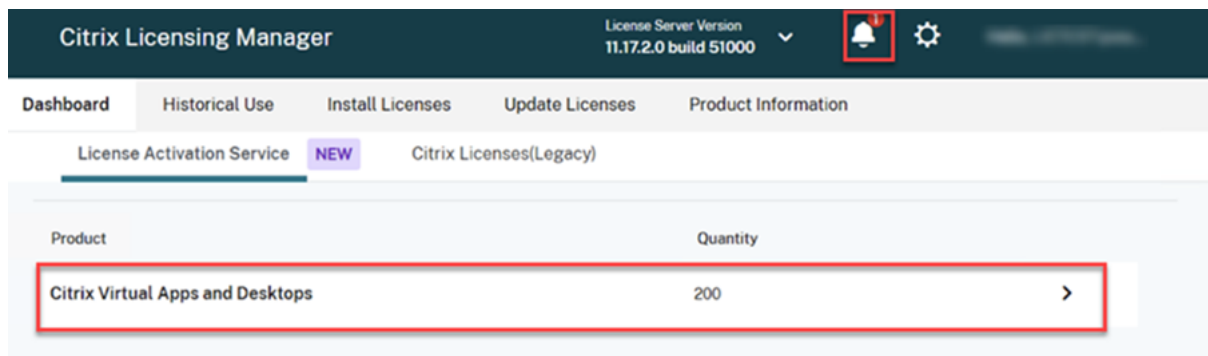 Citrix Licensing Manager
License Server Version
11.17.2.0 build 51000
Dashboard Historical Use Install Licenses Update Licenses Product Information
License Activation Service NEW Citrix Licenses(Legacy)
Product Quantity
Citrix Virtual Apps and Desktops 200